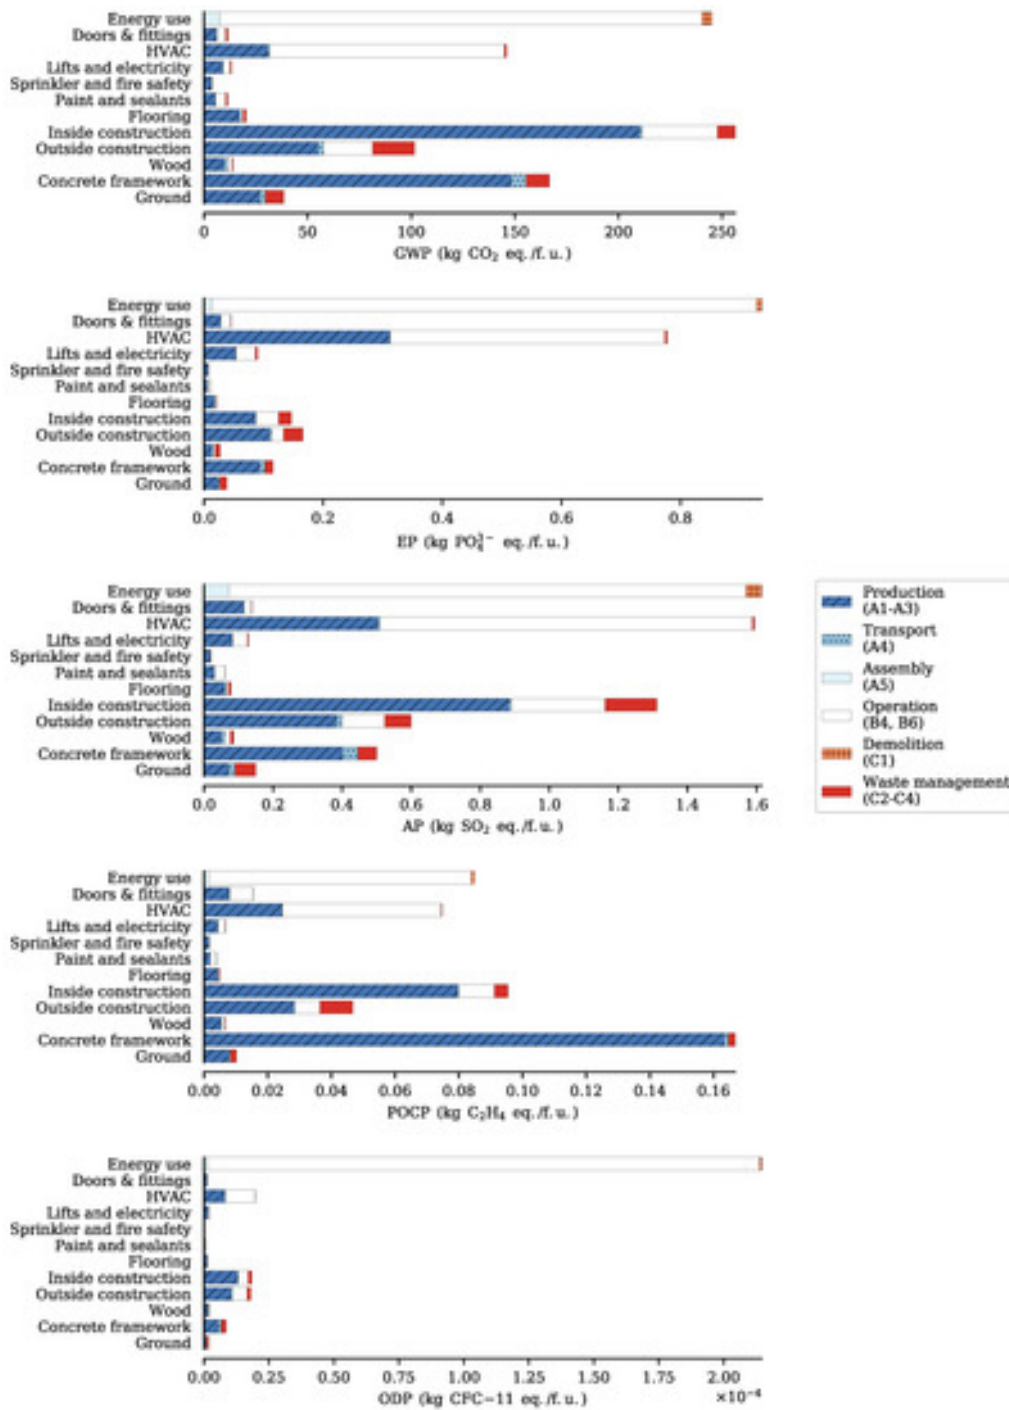 Energy use
Doors & fittings
HVAC
Lifts and electricity
Sprinkler and fire safety
Paint and sealants
Flooring
Inside construction
Outside construction
Wood
Concrete framework
Ground
0 50 100 150 200 250
GWP (kg CO₂ eq./f. u.)
Energy use
Doors & fittings
HVAC
Lifts and electricity
Sprinkler and fire safety
Paint and sealants
Flooring
Inside construction
Outside construction
Wood
Concrete framework
Ground
0.0 0.2 0.4 0.6 0.8
EP (kg PO₄³⁻ eq./f. u.)
Energy use
Doors & fittings
HVAC
Lifts and electricity
Sprinkler and fire safety
Paint and sealants
Flooring
Inside construction
Outside construction
Wood
Concrete framework
Ground
0.0 0.2 0.4 0.6 0.8 1.0 1.2 1.4 1.6
AP (kg SO₂ eq./f. u.)
Production
(A1-A3)
Transport
(A4)
Assembly
(A5)
Operation
(B4, B6)
Demolition
(C1)
Waste management
(C2-C4)
Energy use
Doors & fittings
HVAC
Lifts and electricity
Sprinkler and fire safety
Paint and sealants
Flooring
Inside construction
Outside construction
Wood
Concrete framework
Ground
0.00 0.02 0.04 0.06 0.08 0.10 0.12 0.14 0.16
POCP (kg C₂H₄ eq./f. u.)
Energy use
Doors & fittings
HVAC
Lifts and electricity
Sprinkler and fire safety
Paint and sealants
Flooring
Inside construction
Outside construction
Wood
Concrete framework
Ground
0.00 0.25 0.50 0.75 1.00 1.25 1.50 1.75 2.00
ODP (kg CFC−11 eq./f. u.) ×10⁻⁴